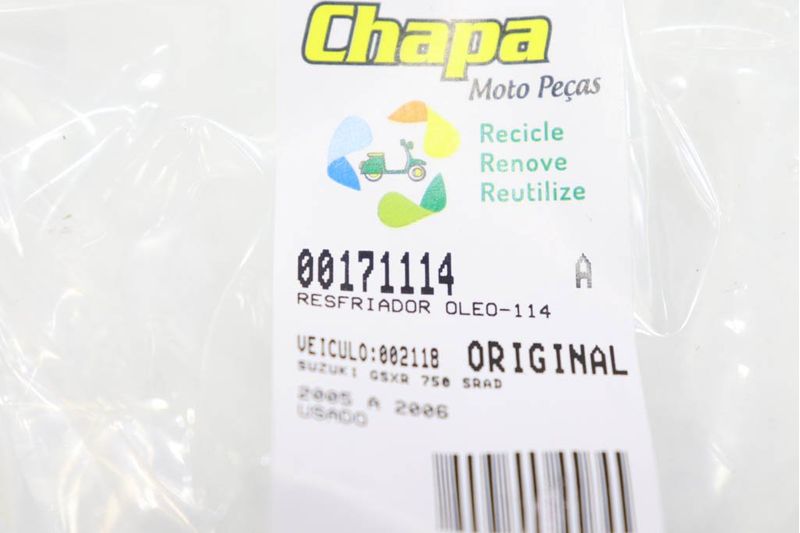 Chapa
Moto Peças
Recicle
Renove
Reutilize
00171114 A
RESFRIADOR OLEO-114
VEICULO:002118 ORIGINAL
SUZUKI GSXR 750 SRAD
2005 A 2006
USADO